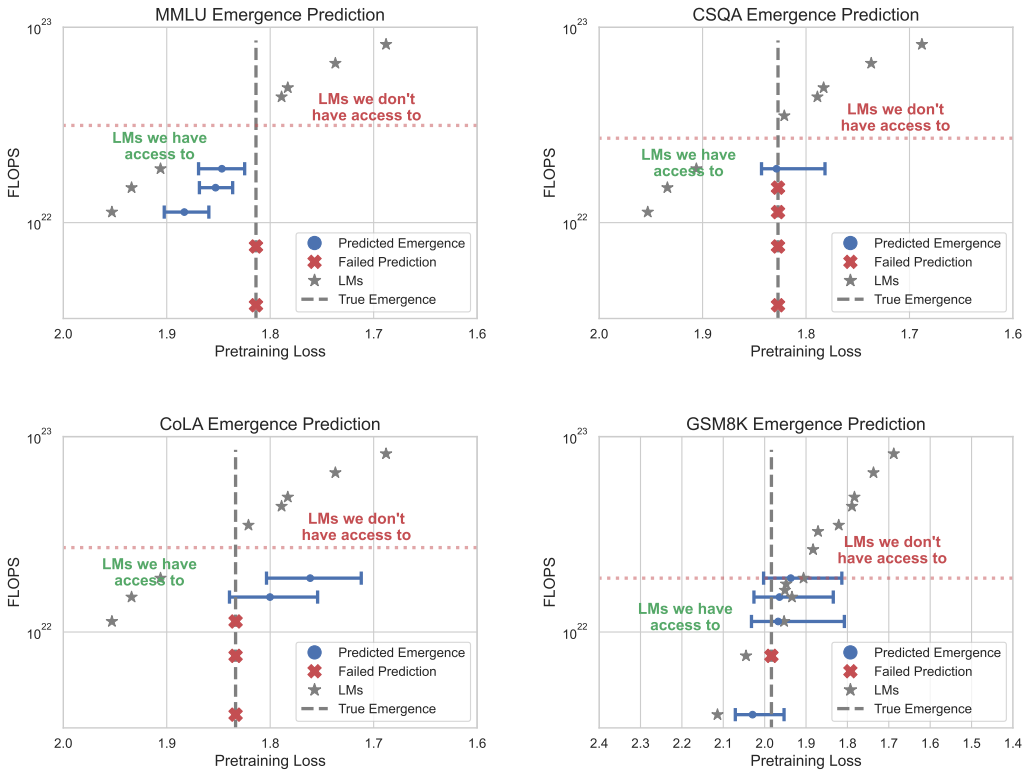 MMLU Emergence Prediction
10^23
LMs we don't
have access to
LMs we have
access to
FLOPS
10^22
Predicted Emergence
Failed Prediction
LMs
True Emergence
2.0 1.9 1.8 1.7 1.6
Pretraining Loss
CSQA Emergence Prediction
10^23
LMs we don't
have access to
LMs we have
access to
FLOPS
10^22
Predicted Emergence
Failed Prediction
LMs
True Emergence
2.0 1.9 1.8 1.7 1.6
Pretraining Loss
CoLA Emergence Prediction
10^23
LMs we don't
have access to
LMs we have
access to
FLOPS
10^22
Predicted Emergence
Failed Prediction
LMs
True Emergence
2.0 1.9 1.8 1.7 1.6
Pretraining Loss
GSM8K Emergence Prediction
10^23
LMs we don't
have access to
LMs we have
access to
FLOPS
10^22
Predicted Emergence
Failed Prediction
LMs
True Emergence
2.4 2.3 2.2 2.1 2.0 1.9 1.8 1.7 1.6 1.5 1.4
Pretraining Loss